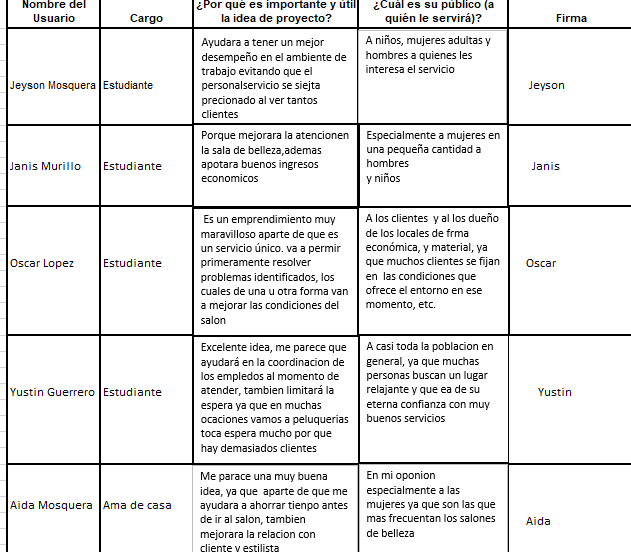 Nombre del
Usuario
Cargo
¿Por qué es importante y útil
la idea de proyecto?
¿Cuál es su público (a
quién le servirá)?
Firma
Jeyson Mosquera
Estudiante
Ayudara a tener un mejor
desempeño en el ambiente de
trabajo evitando que el
personalservicio se siejta
precionado al ver tantos
clientes
A niños, mujeres adultas y
hombres a quienes les
interesa el servicio
Jeyson
Janis Murillo
Estudiante
Porque mejorara la atencionen
la sala de belleza,ademas
apotara buenos ingresos
economicos
Especialmente a mujeres en
una pequeña cantidad a
hombres
y niños
Janis
Oscar Lopez
Estudiante
Es un emprendimiento muy
maravilloso aparte de que es
un servicio único. va a permir
primeramente resolver
problemas identificados, los
cuales de una u otra forma van
a mejorar las condiciones del
salon
A los clientes y al los dueño
de los locales de frma
económica, y material, ya
que muchos clientes se fijan
en las condiciones que
ofrece el entorno en ese
momento, etc.
Oscar
Yustin Guerrero
Estudiante
Excelente idea, me parece que
ayudará en la coordinacion de
los empledos al momento de
atender, tambien limitará la
espera ya que en muchas
ocaciones vamos a peluquerias
toca espera mucho por que
hay demasiados clientes
A casi toda la poblacion en
general, ya que muchas
personas buscan un lugar
relajante y que ea de su
eterna confianza con muy
buenos servicios
Yustin
Aida Mosquera
Ama de casa
Me parace una muy buena
idea, ya que aparte de que me
ayudara a ahorrar tienpo antes
de ir al salon, tambien
mejorara la relacion con
cliente y estilista
En mi oponion
especialmente a las
mujeres ya que son las que
mas frecuentan los salones
de belleza
Aida